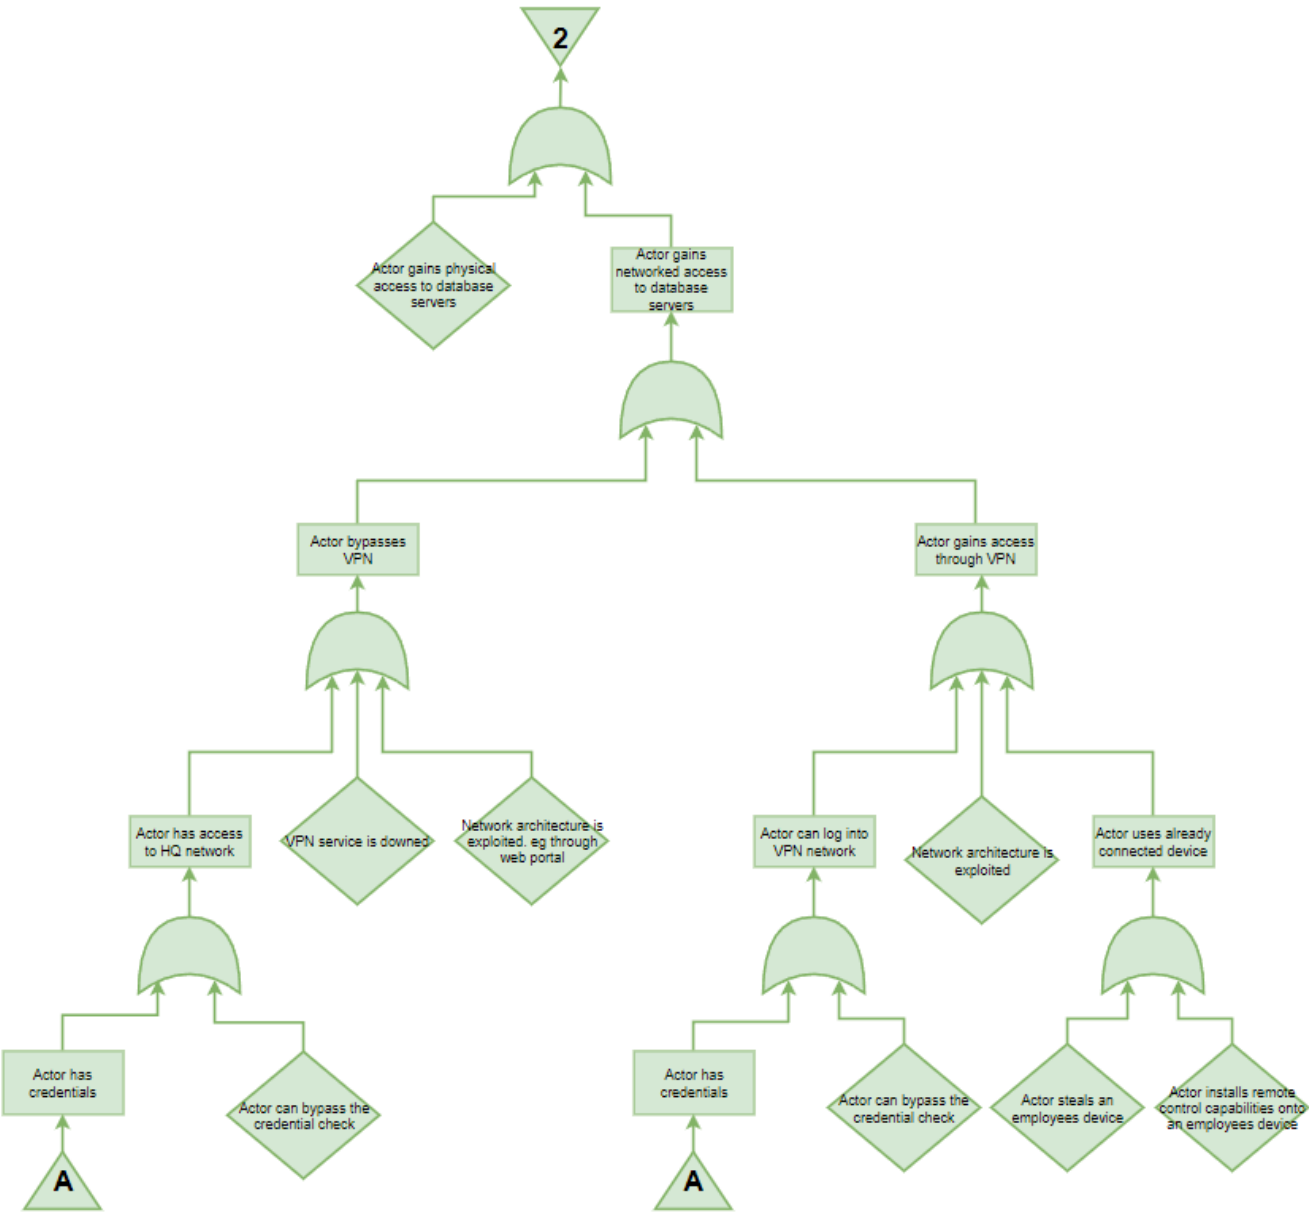 2
Actor gains physical
access to database
servers
Actor gains
networked access
to database
servers
Actor bypasses
VPN
Actor gains access
through VPN
Actor has access
to HQ network
VPN service is downed
Network architecture is
exploited. eg through
web portal
Actor can log into
VPN network
Network architecture is
exploited
Actor uses already
connected device
Actor has
credentials
Actor can bypass the
credential check
Actor has
credentials
Actor can bypass the
credential check
Actor steals an
employees device
Actor installs remote
control capabilities onto
an employees device
A
A